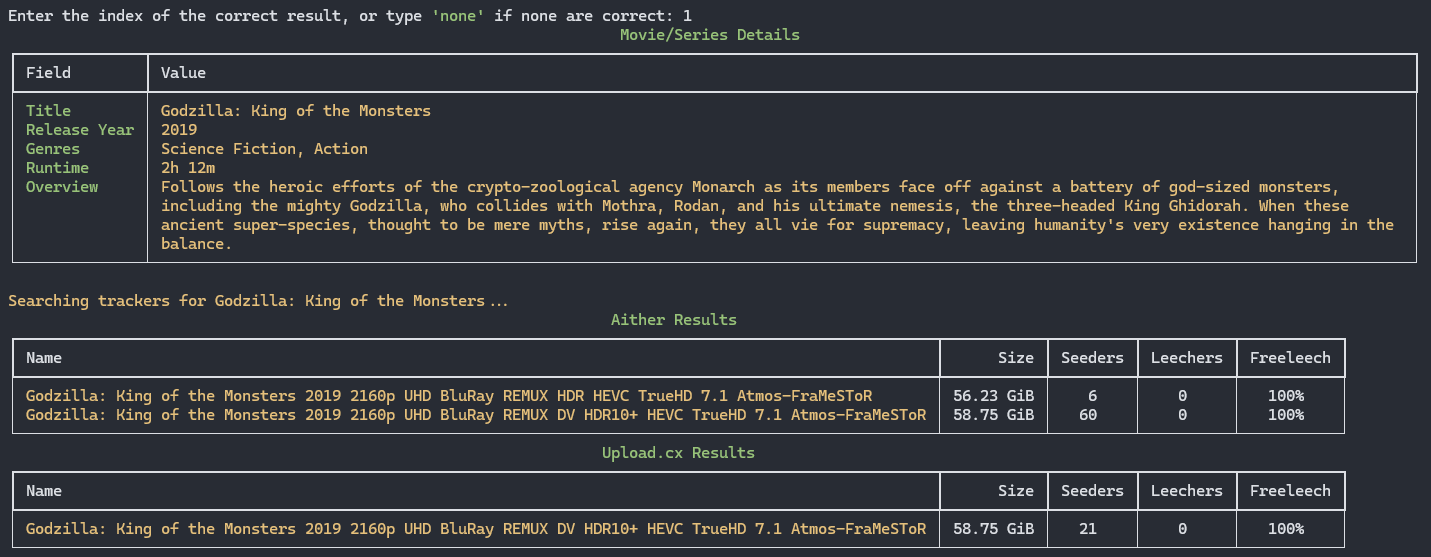 Enter the index of the correct result, or type 'none' if none are correct: 1
Movie/Series Details
Field Value
Title Godzilla: King of the Monsters
Release Year 2019
Genres Science Fiction, Action
Runtime 2h 12m
Overview Follows the heroic efforts of the crypto-zoological agency Monarch as its members face off against a battery of god-sized monsters,
including the mighty Godzilla, who collides with Mothra, Rodan, and his ultimate nemesis, the three-headed King Ghidorah. When these
ancient super-species, thought to be mere myths, rise again, they all vie for supremacy, leaving humanity's very existence hanging in the
balance.
Searching trackers for Godzilla: King of the Monsters...
Aither Results
Name Size Seeders Leechers Freeleech
Godzilla: King of the Monsters 2019 2160p UHD BluRay REMUX HDR HEVC TrueHD 7.1 Atmos-FraMeSToR 56.23 GiB 6 0 100%
Godzilla: King of the Monsters 2019 2160p UHD BluRay REMUX DV HDR10+ HEVC TrueHD 7.1 Atmos-FraMeSToR 58.75 GiB 60 0 100%
Upload.cx Results
Name Size Seeders Leechers Freeleech
Godzilla: King of the Monsters 2019 2160p UHD BluRay REMUX DV HDR10+ HEVC TrueHD 7.1 Atmos-FraMeSToR 58.75 GiB 21 0 100%